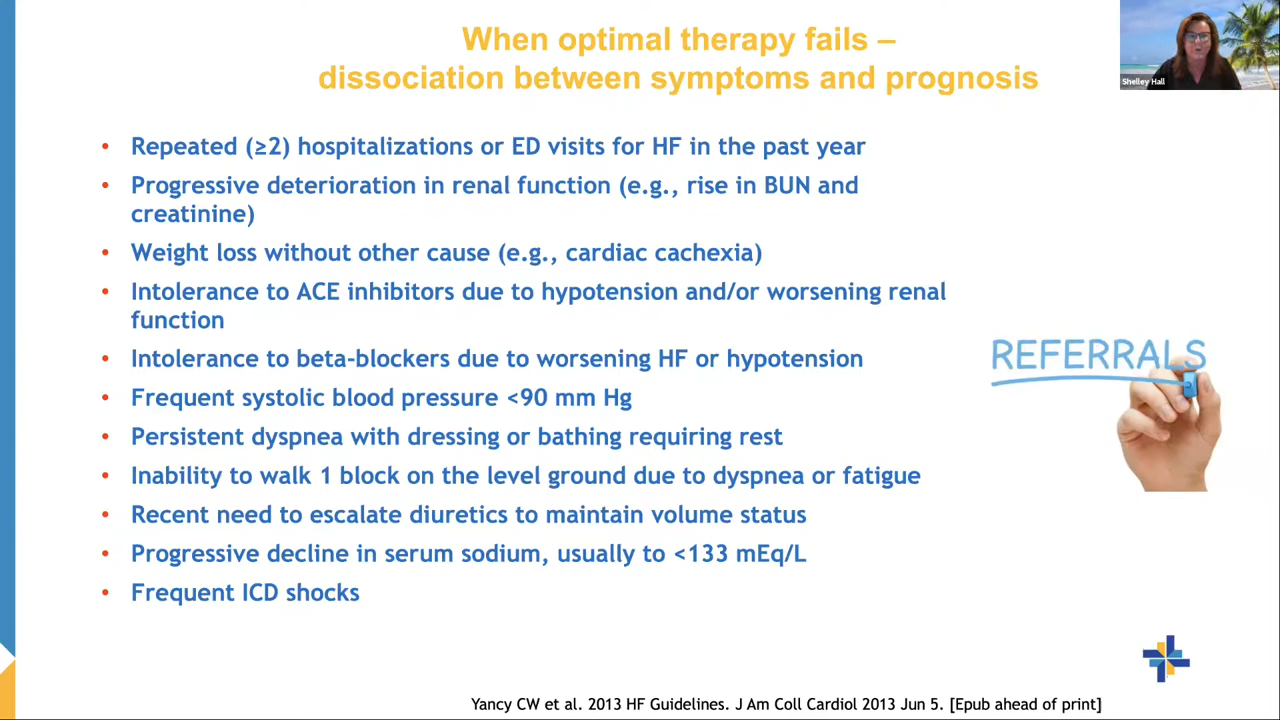 When optimal therapy fails –
dissociation between symptoms and prognosis
Shelley Hall
• Repeated (≥2) hospitalizations or ED visits for HF in the past year
• Progressive deterioration in renal function (e.g., rise in BUN and
creatinine)
• Weight loss without other cause (e.g., cardiac cachexia)
• Intolerance to ACE inhibitors due to hypotension and/or worsening renal
function
• Intolerance to beta-blockers due to worsening HF or hypotension
• Frequent systolic blood pressure <90 mm Hg
• Persistent dyspnea with dressing or bathing requiring rest
• Inability to walk 1 block on the level ground due to dyspnea or fatigue
• Recent need to escalate diuretics to maintain volume status
• Progressive decline in serum sodium, usually to <133 mEq/L
• Frequent ICD shocks
REFERRALS
Yancy CW et al. 2013 HF Guidelines. J Am Coll Cardiol 2013 Jun 5. [Epub ahead of print]